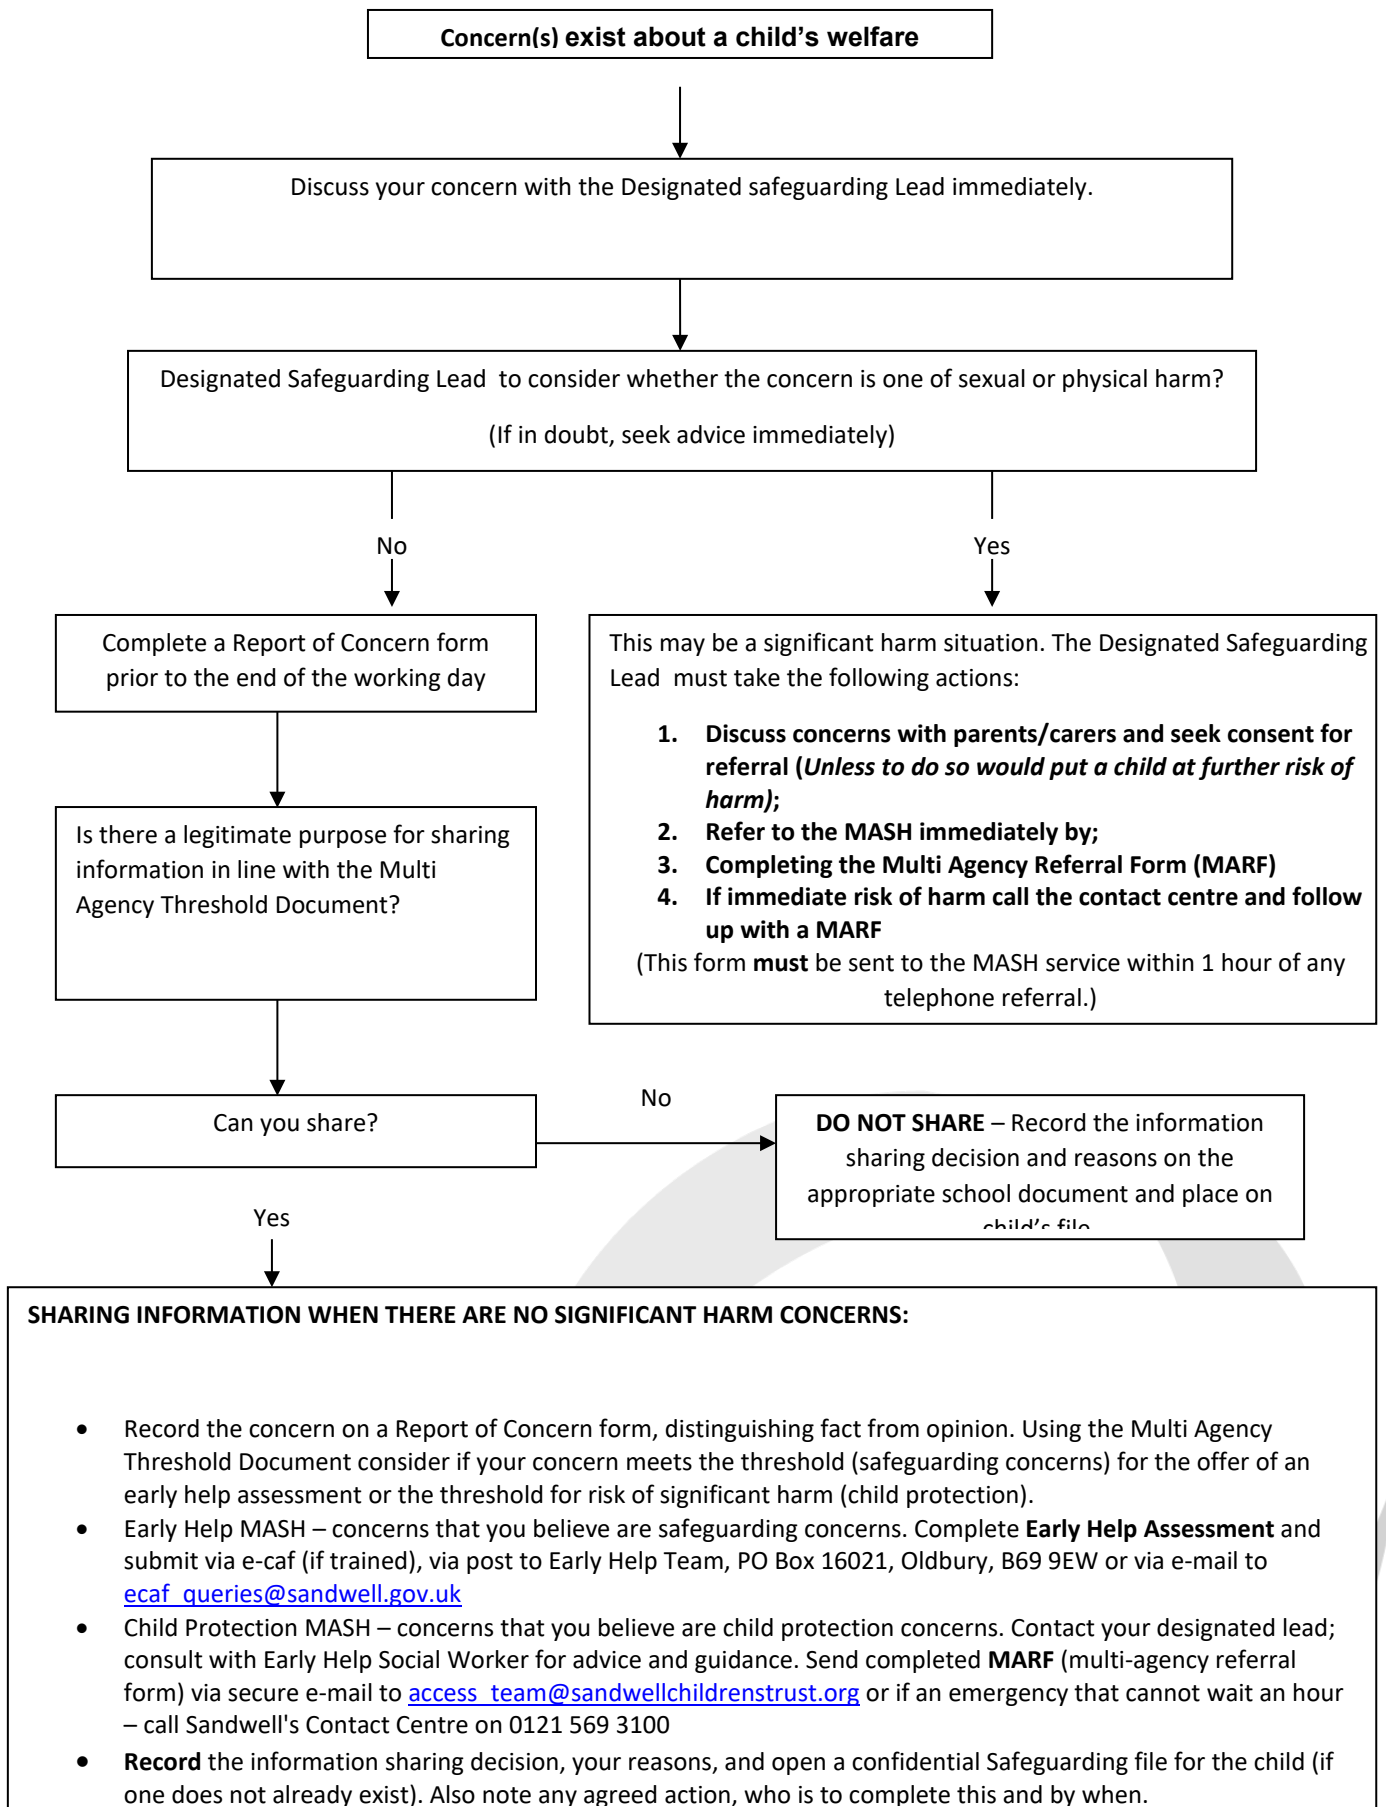 Concern(s) exist about a child's welfare
Discuss your concern with the Designated safeguarding Lead immediately.
Designated Safeguarding Lead to consider whether the concern is one of sexual or physical harm?
(If in doubt, seek advice immediately)
No
Yes
Complete a Report of Concern form
prior to the end of the working day
This may be a significant harm situation. The Designated Safeguarding
Lead must take the following actions:
1. Discuss concerns with parents/carers and seek consent for
referral (Unless to do so would put a child at further risk of
harm);
2. Refer to the MASH immediately by;
3. Completing the Multi Agency Referral Form (MARF)
4. If immediate risk of harm call the contact centre and follow
up with a MARF
(This form must be sent to the MASH service within 1 hour of any
telephone referral.)
Is there a legitimate purpose for sharing
information in line with the Multi
Agency Threshold Document?
Can you share?
No
DO NOT SHARE – Record the information
sharing decision and reasons on the
appropriate school document and place on
child's file
Yes
SHARING INFORMATION WHEN THERE ARE NO SIGNIFICANT HARM CONCERNS:
• Record the concern on a Report of Concern form, distinguishing fact from opinion. Using the Multi Agency
Threshold Document consider if your concern meets the threshold (safeguarding concerns) for the offer of an
early help assessment or the threshold for risk of significant harm (child protection).
• Early Help MASH – concerns that you believe are safeguarding concerns. Complete Early Help Assessment and
submit via e-caf (if trained), via post to Early Help Team, PO Box 16021, Oldbury, B69 9EW or via e-mail to
ecaf_queries@sandwell.gov.uk
• Child Protection MASH – concerns that you believe are child protection concerns. Contact your designated lead;
consult with Early Help Social Worker for advice and guidance. Send completed MARF (multi-agency referral
form) via secure e-mail to access_team@sandwellchildrenstrust.org or if an emergency that cannot wait an hour
– call Sandwell's Contact Centre on 0121 569 3100
• Record the information sharing decision, your reasons, and open a confidential Safeguarding file for the child (if
one does not already exist). Also note any agreed action, who is to complete this and by when.